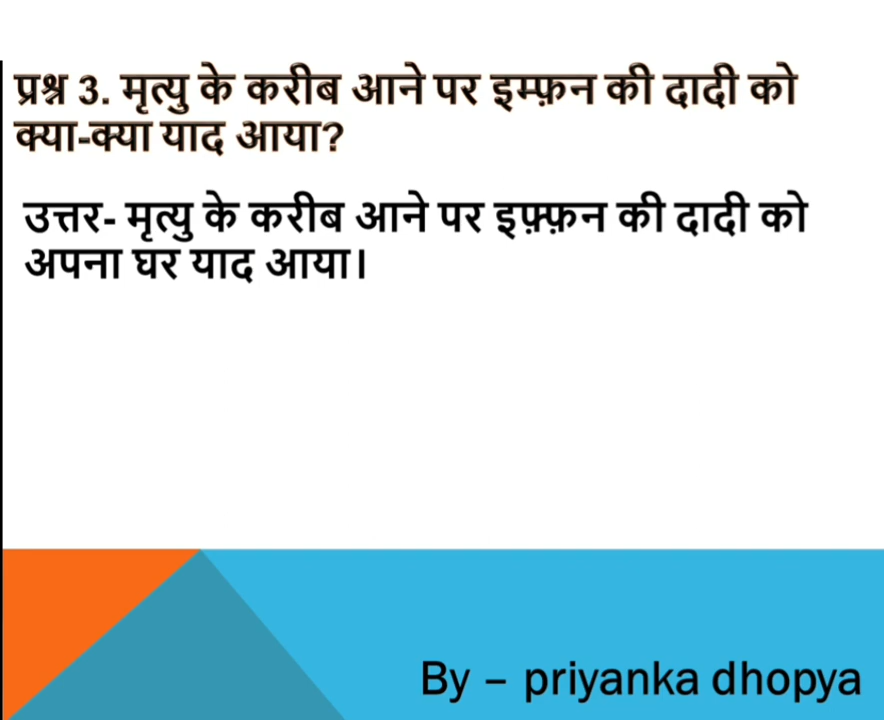 प्रश्न 3. मृत्यु के करीब आने पर इम्फ़न की दादी को
क्या-क्या याद आया?
उत्तर- मृत्यु के करीब आने पर इफ़्फ़न की दादी को
अपना घर याद आया।
By – priyanka dhopya